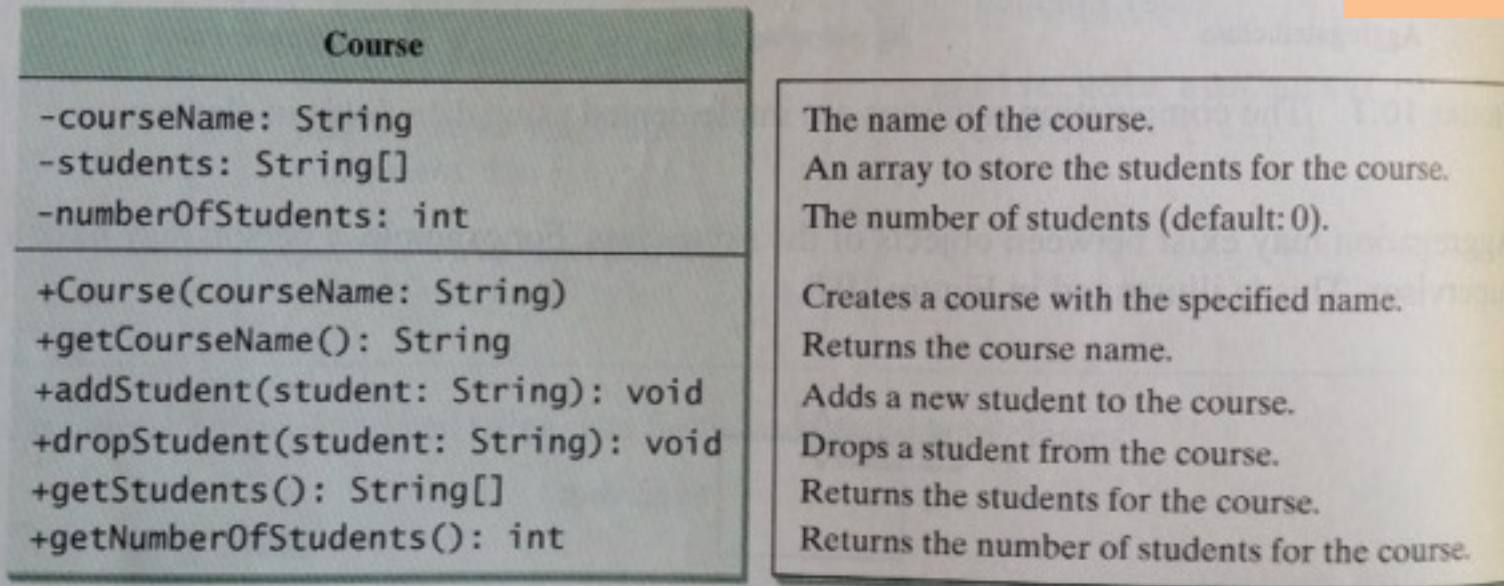 Course
-courseName: String
-students: String[]
-numberOfStudents: int
+Course(courseName: String)
+getCourseName(): String
+addStudent(student: String): void
+dropStudent(student: String): void
+getStudents(): String[]
+getNumberOfStudents(): int
The name of the course.
An array to store the students for the course.
The number of students (default: 0).
Creates a course with the specified name.
Returns the course name.
Adds a new student to the course.
Drops a student from the course.
Returns the students for the course.
Returns the number of students for the course.